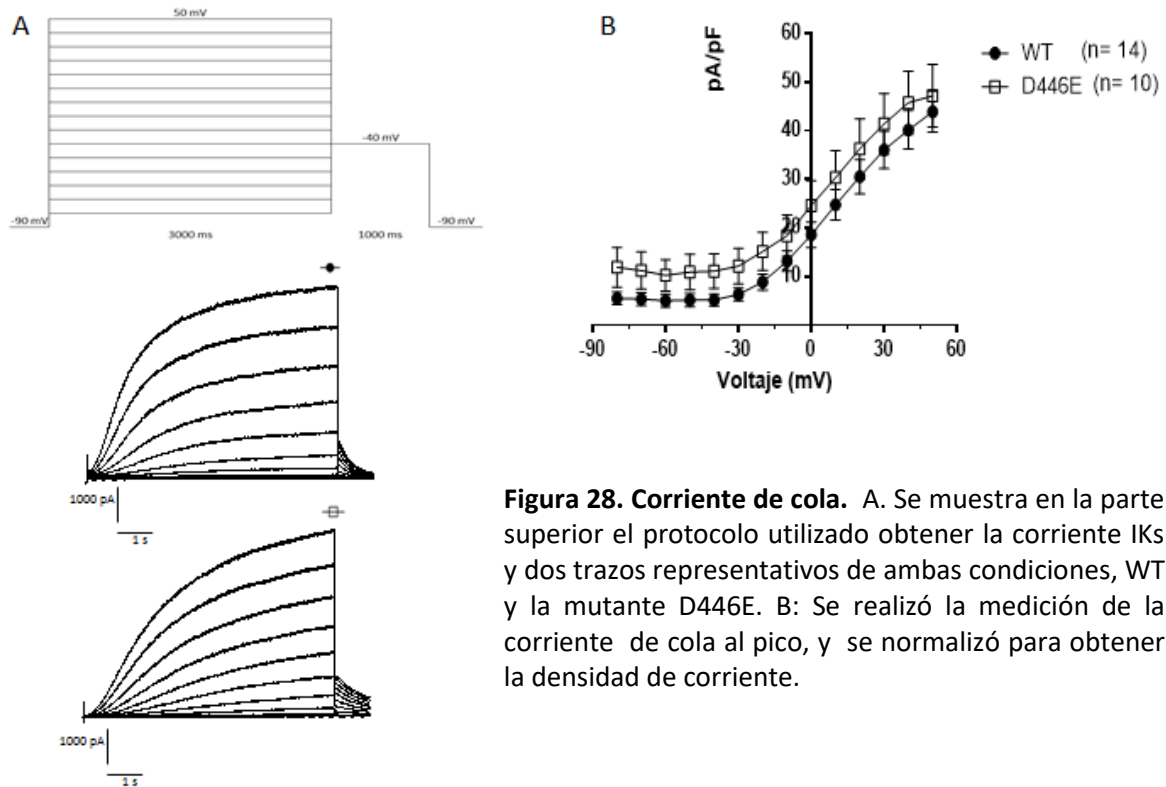 A
50 mV
-40 mV
-90 mV
-90 mV
3000 ms
1000 ms
1000 pA
1 s
1000 pA
1 s
B
pA/pF
60
50
40
30
20
10
-90
-60
-30
0
30
60
Voltaje (mV)
WT (n= 14)
D446E (n= 10)
Figura 28. Corriente de cola. A. Se muestra en la parte
superior el protocolo utilizado obtener la corriente IKs
y dos trazos representativos de ambas condiciones, WT
y la mutante D446E. B: Se realizó la medición de la
corriente de cola al pico, y se normalizó para obtener
la densidad de corriente.